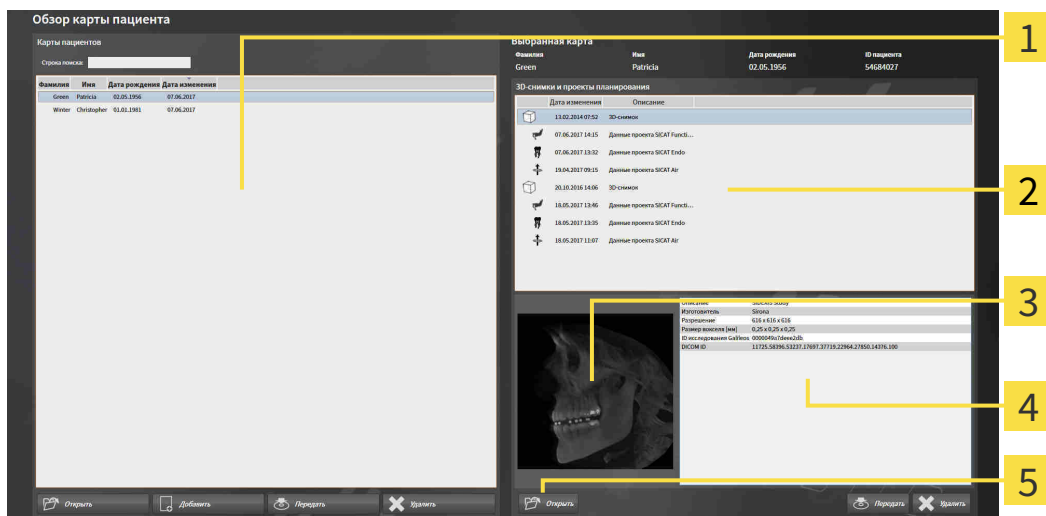 Обзор карты пациента
Карты пациентов
Строка поиска:
Фамилия Имя Дата рождения Дата изменения
Green Patricia 02.05.1956 07.06.2017
Winter Christopher 01.01.1981 07.06.2017
Открыть Добавить Передать Удалить
Выбранная карта
Фамилия Имя Дата рождения ID пациента
Green Patricia 02.05.1956 54684027
3D-снимки и проекты планирования
Дата изменения Описание
13.02.2014 07:52 3D-снимок
07.06.2017 14:15 Данные проекта SICAT Functi...
07.06.2017 13:32 Данные проекта SICAT Endo
19.04.2017 09:15 Данные проекта SICAT Air
20.10.2016 14:06 3D-снимок
18.05.2017 13:46 Данные проекта SICAT Functi...
18.05.2017 13:35 Данные проекта SICAT Endo
18.05.2017 11:07 Данные проекта SICAT Air
Описание SIDEXIS Study
Изготовитель Sirona
Разрешение 616 x 616 x 616
Размер вокселя [мм] 0,25 x 0,25 x 0,25
ID исследования Galileos 0000049a7deee2db
DICOM ID 11725.58396.53237.17697.37719.22964.27850.14376.100
Открыть Передать Удалить
1
2
3
4
5